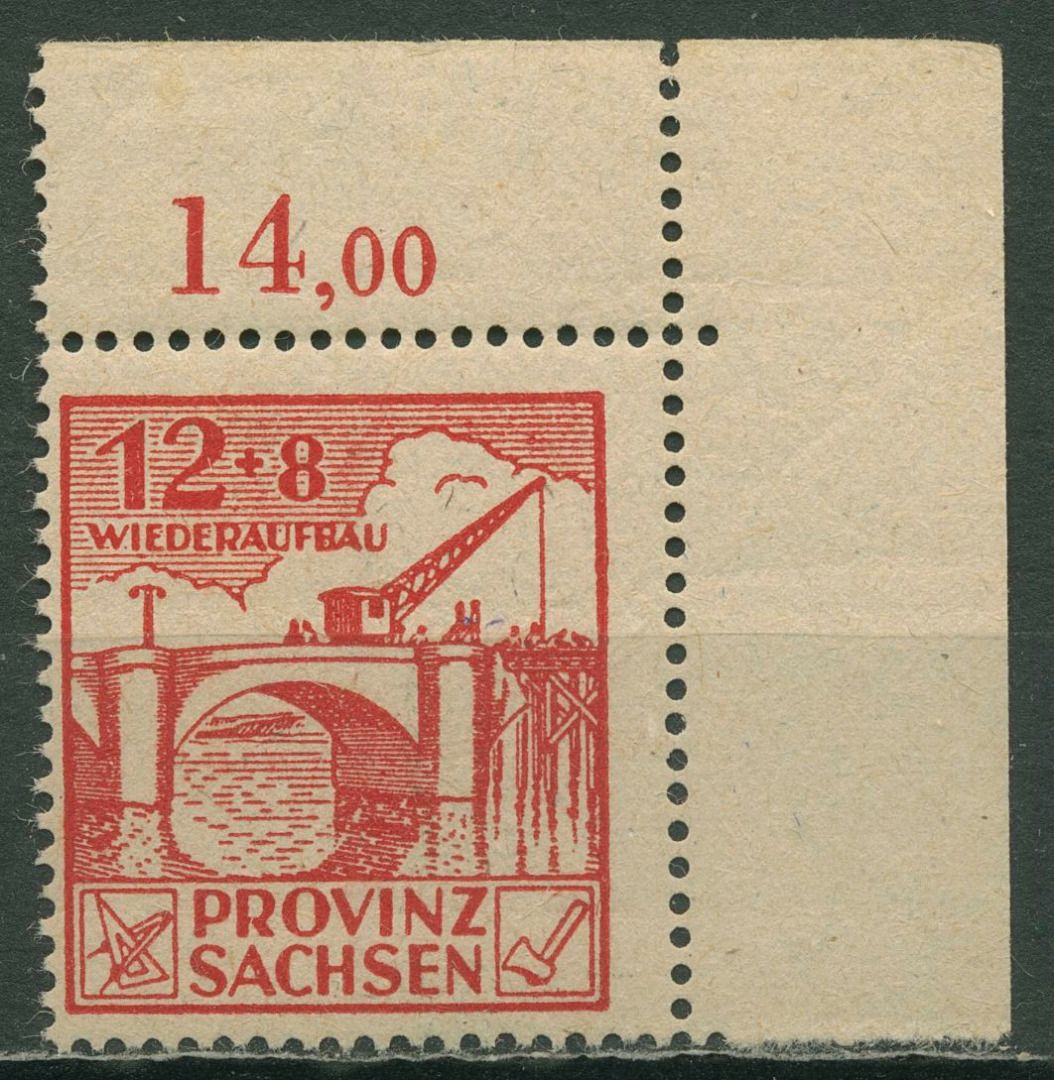 14,00
12+8
WIEDERAUFBAU
PROVINZ
SACHSEN